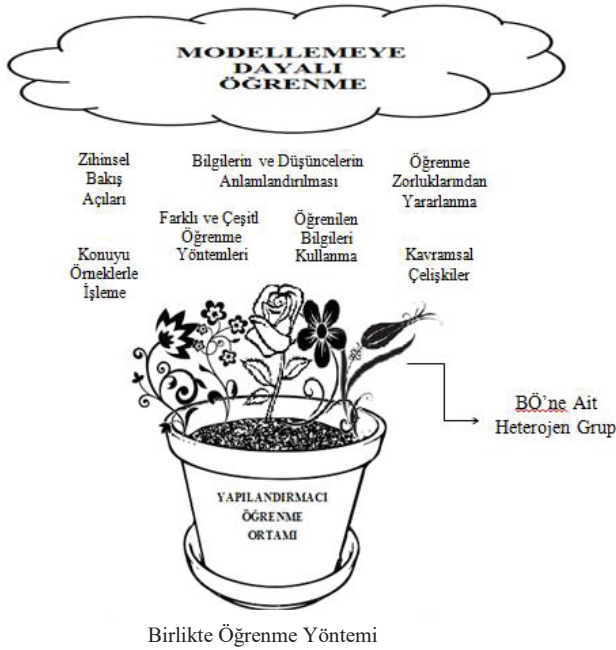 MODELLEMEYE
DAYALI
ÖĞRENME
Zihinsel
Bakış
Açıları
Bilgilerin ve Düşüncelerin
Anlamlandırılması
Öğrenme
Zorluklarından
Yararlanma
Farklı ve Çeşitl
Öğrenme
Yöntemleri
Öğrenilen
Bilgileri
Kullanma
Konuyu
Örneklerle
İşleme
Kavramsal
Çelişkiler
BÖ’ne Ait
Heterojen Grup
YAPILANDIRMACI
ÖĞRENME
ORTAMI
Birlikte Öğrenme Yöntemi